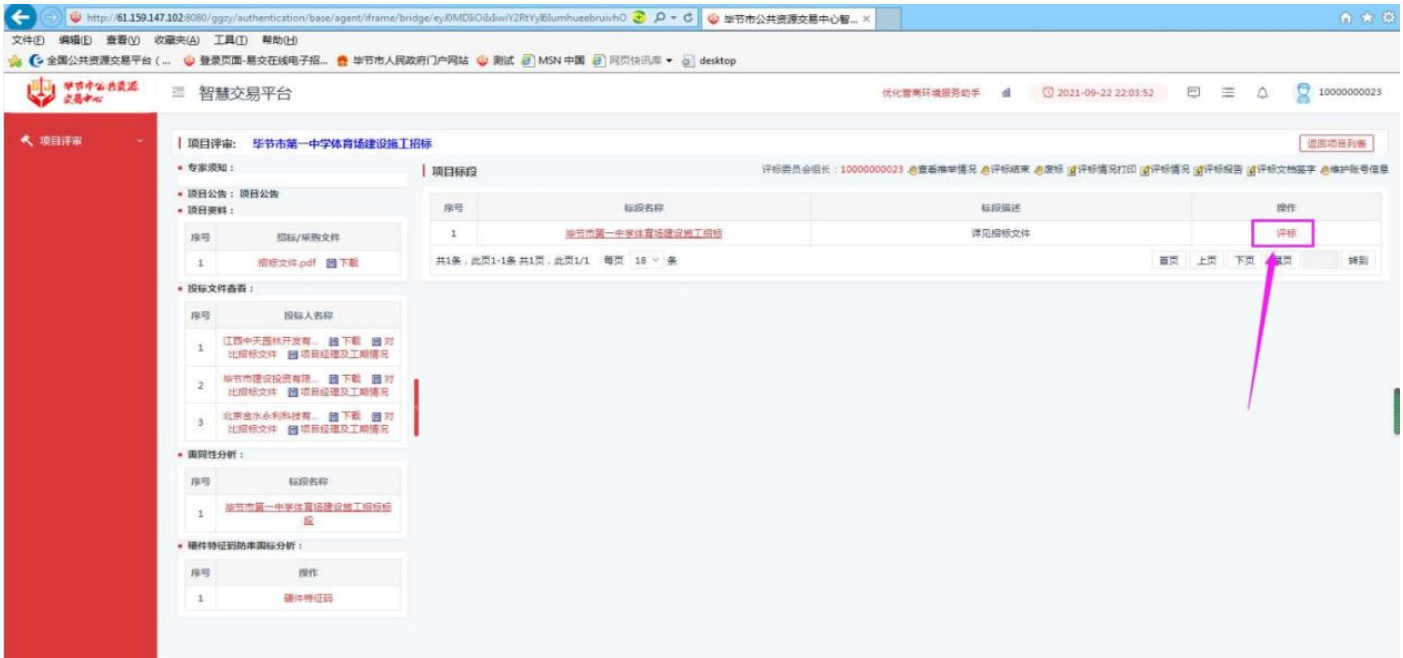 http://61.159.147.102:8080/ggzy/authentication/base/agent/iframe/bridge/
毕节市公共资源交易中心智... ×
文件(F) 编辑(E) 查看(V) 收藏夹(A) 工具(T) 帮助(H)
全国公共资源交易平台 (... 登录页面-易交在线电子招... 毕节市人民政府门户网站 测试 MSN 中国 网页快讯库 desktop
毕节市公共资源
交易中心
智慧交易平台
优化营商环境服务助手 2021-09-22 22:03:52 10000000023
项目评审
项目评审: 毕节市第一中学体育场建设施工招标 返回项目列表
专家须知:
项目公告: 项目公告
项目资料:
序号 招标/采购文件
1 招标文件.pdf 下载
投标文件查看:
序号 投标人名称
1 江西中天园林开发有... 下载 对
比招标文件 项目经理及工期情况
2 毕节市建设投资有限... 下载 对
比招标文件 项目经理及工期情况
3 北京金水永利科技有... 下载 对
比招标文件 项目经理及工期情况
雷同性分析:
序号 标段名称
1 毕节市第一中学体育场建设施工招标标
段
硬件特征码防串围标分析:
序号 操作
1 硬件特征码
项目标段 评标委员会组长:10000000023 查看推举情况 评标结束 废标 评标情况打印 评标情况 评标报告 评标文档签字 维护账号信息
序号 标段名称 标段描述 操作
1 毕节市第一中学体育场建设施工招标 详见招标文件 评标
共1条,此页1-1条 共1页,此页1/1 每页 18 条 首页 上页 下页 尾页 转到